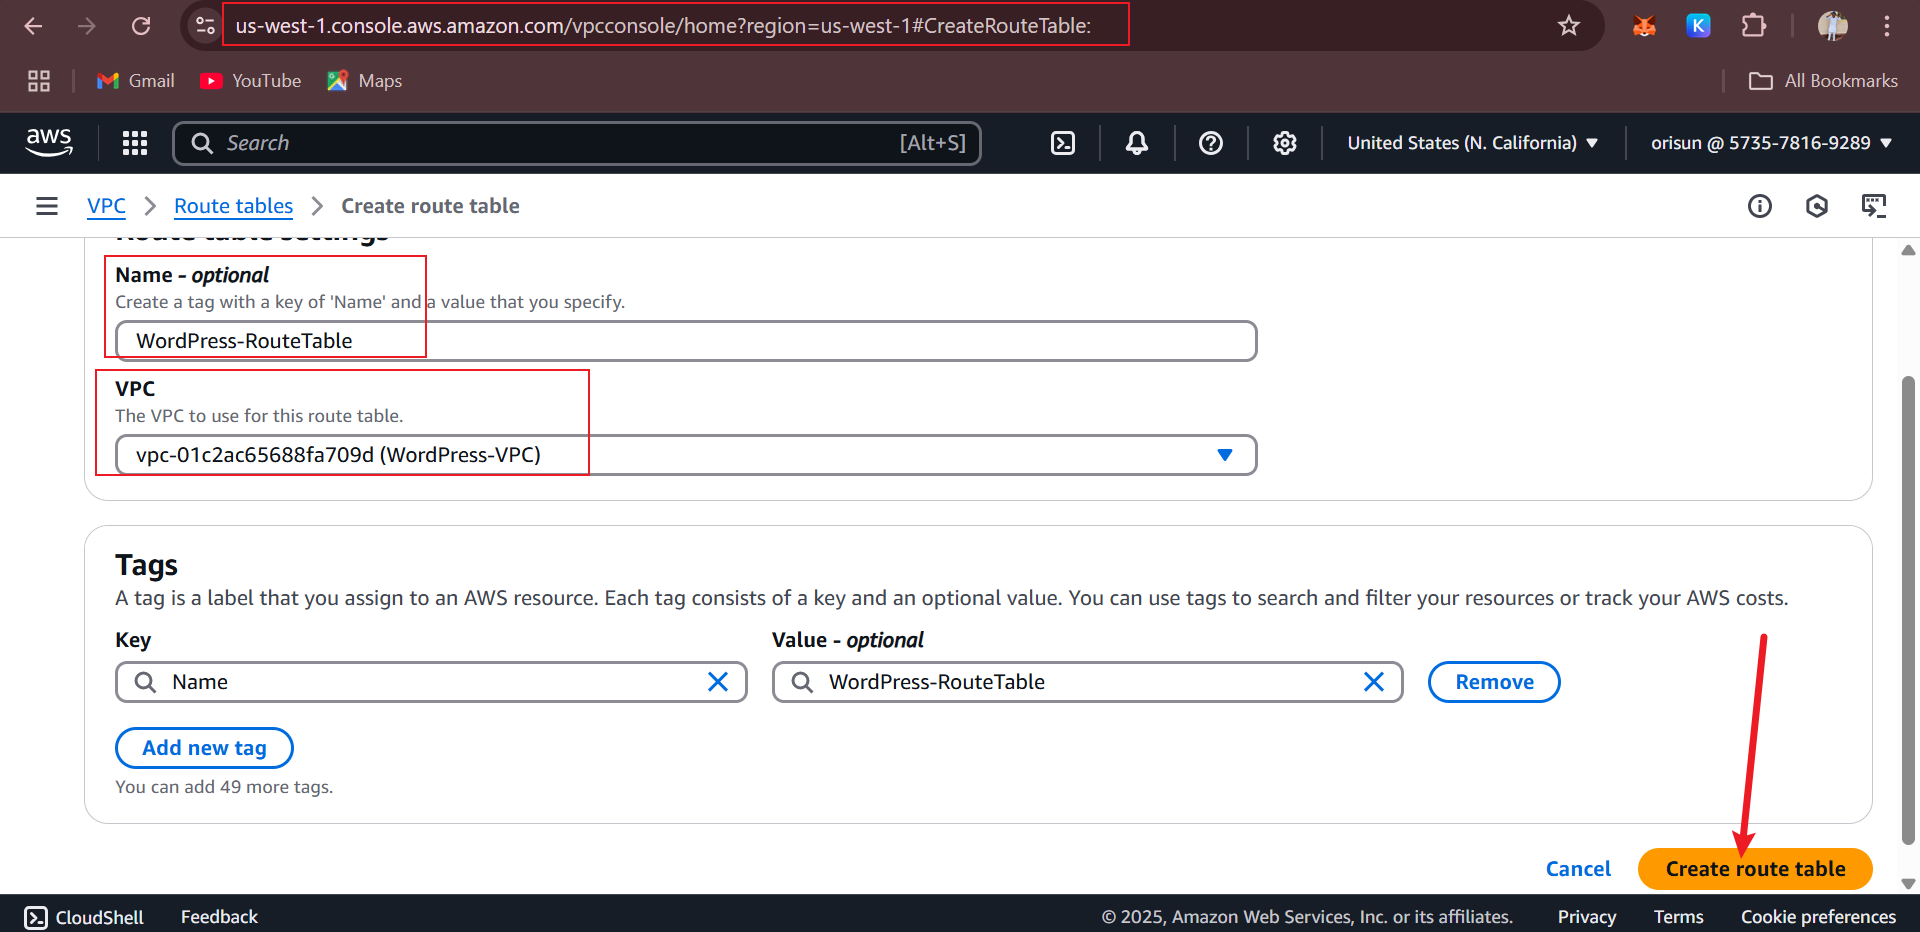 us-west-1.console.aws.amazon.com/vpcconsole/home?region=us-west-1#CreateRouteTable:
K
Gmail
YouTube
Maps
All Bookmarks
aws
Search
[Alt+S]
United States (N. California)
orisun @ 5735-7816-9289
VPC
Route tables
Create route table
Route table settings
Name - optional
Create a tag with a key of 'Name' and a value that you specify.
WordPress-RouteTable
VPC
The VPC to use for this route table.
vpc-01c2ac65688fa709d (WordPress-VPC)
Tags
A tag is a label that you assign to an AWS resource. Each tag consists of a key and an optional value. You can use tags to search and filter your resources or track your AWS costs.
Key
Value - optional
Name
WordPress-RouteTable
Remove
Add new tag
You can add 49 more tags.
Cancel
Create route table
CloudShell
Feedback
© 2025, Amazon Web Services, Inc. or its affiliates.
Privacy
Terms
Cookie preferences